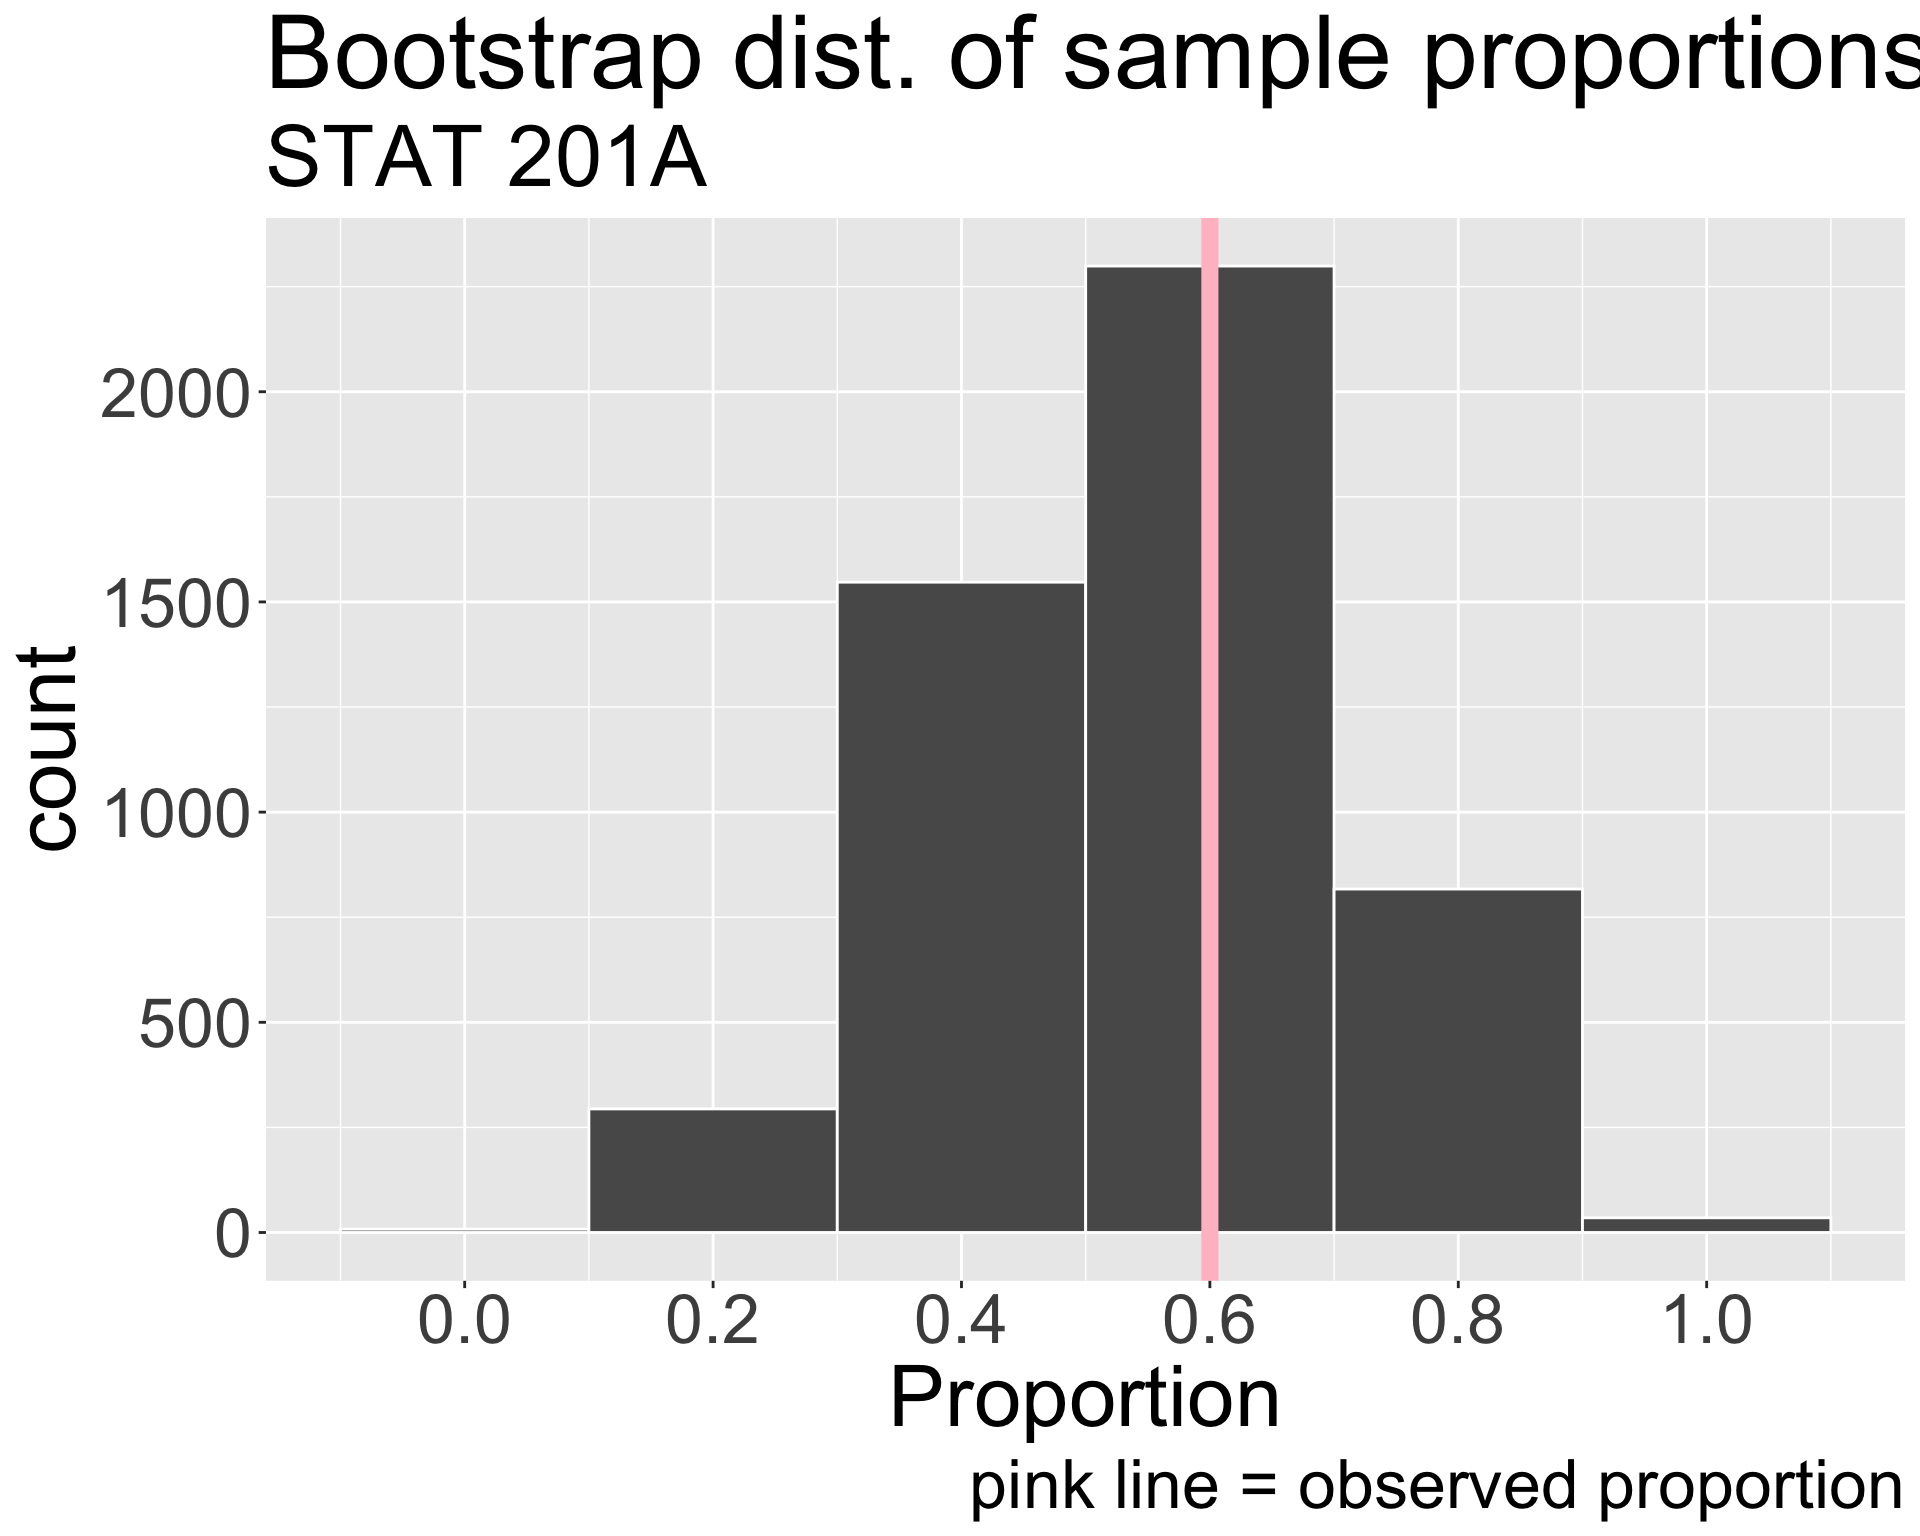 Bootstrap dist. of sample proportions
STAT 201A
2000
1500
1000
500
0
count
0.0 0.2 0.4 0.6 0.8 1.0
Proportion
pink line = observed proportion